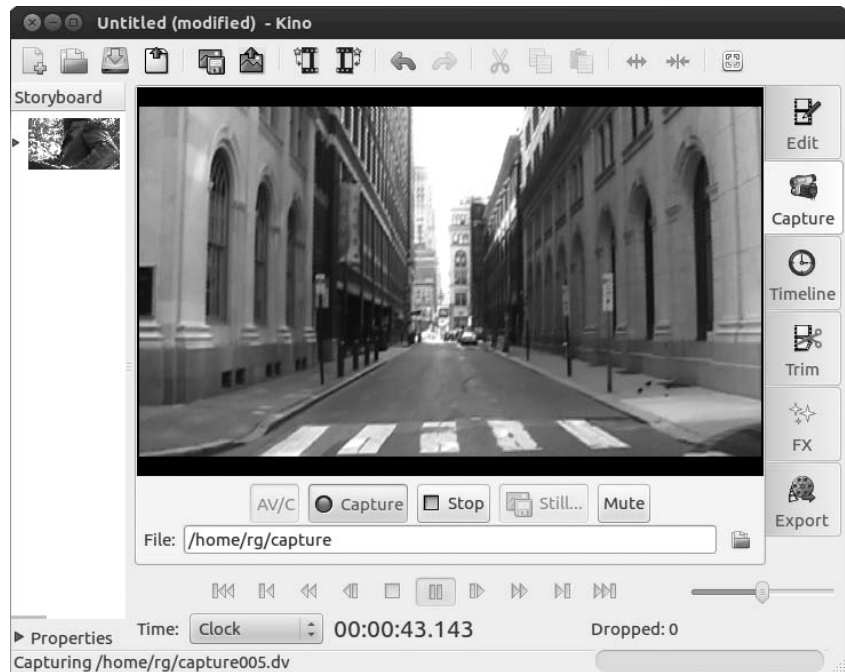 Untitled (modified) - Kino
Storyboard
Edit
Capture
Timeline
Trim
FX
Export
AV/C
Capture
Stop
Still...
Mute
File: /home/rg/capture
Properties
Time: Clock 00:00:43.143 Dropped: 0
Capturing /home/rg/capture005.dv